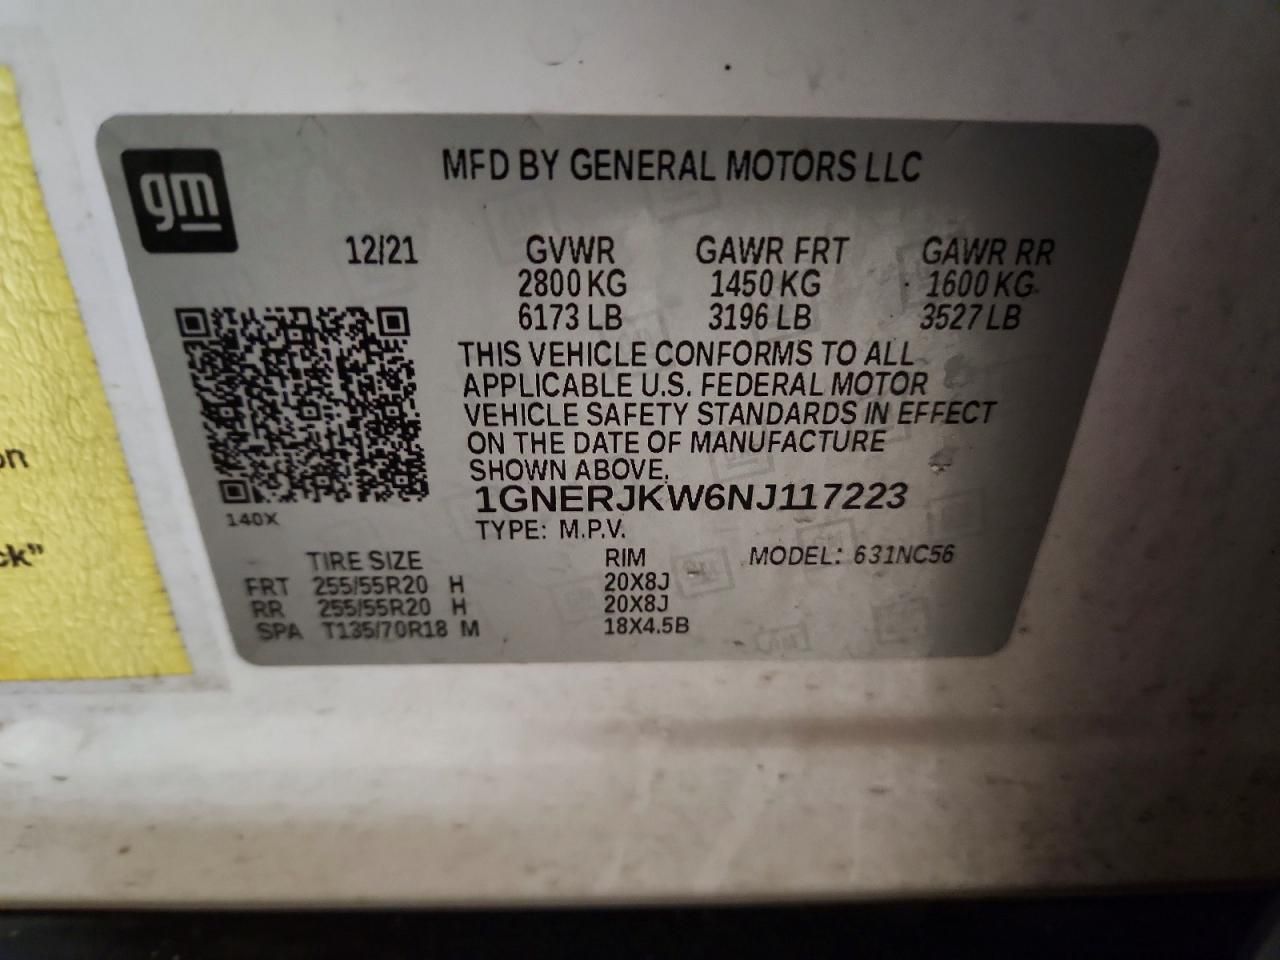 gm
MFD BY GENERAL MOTORS LLC
12/21 GVWR GAWR FRT GAWR RR
2800 KG 1450 KG 1600 KG
6173 LB 3196 LB 3527 LB
THIS VEHICLE CONFORMS TO ALL
APPLICABLE U.S. FEDERAL MOTOR
VEHICLE SAFETY STANDARDS IN EFFECT
ON THE DATE OF MANUFACTURE
SHOWN ABOVE.
1GNERJKW6NJ117223
140X
TYPE: M.P.V.
TIRE SIZE RIM MODEL: 631NC56
FRT 255/55R20 H 20X8J
RR 255/55R20 H 20X8J
SPA T135/70R18 M 18X4.5B
on
ck”